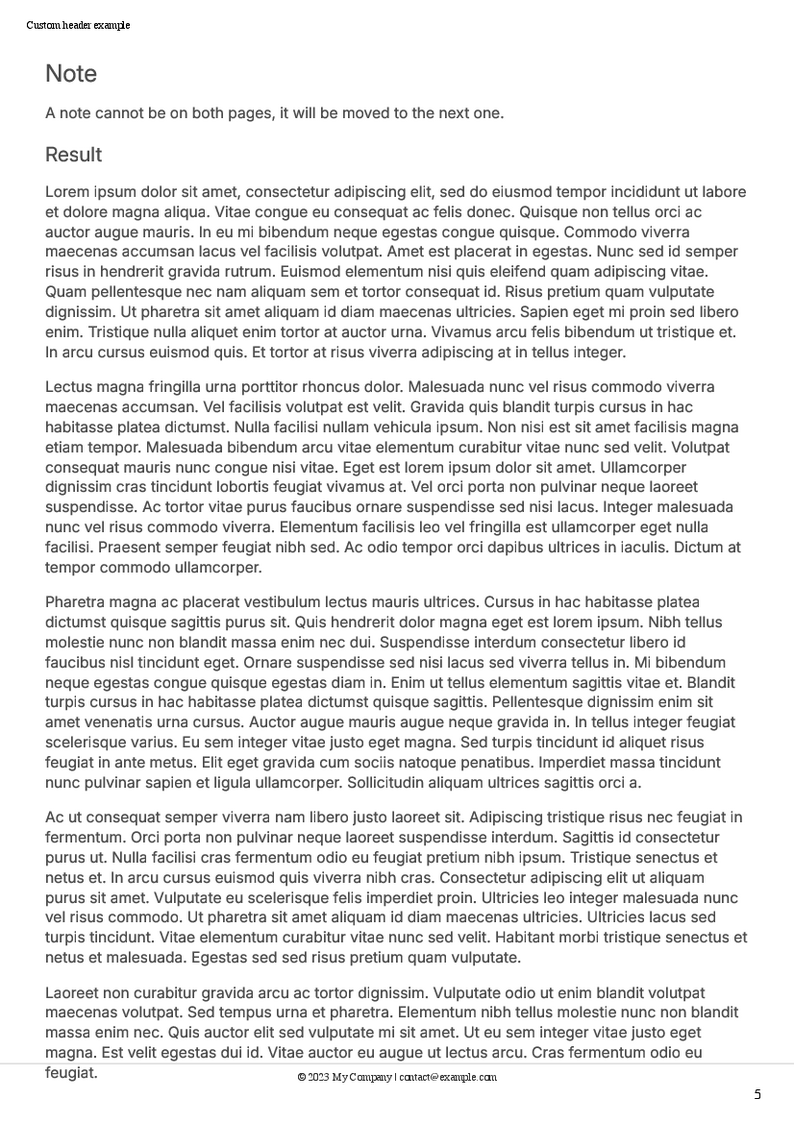 Custom header example
Note
A note cannot be on both pages, it will be moved to the next one.
Result
Lorem ipsum dolor sit amet, consectetur adipiscing elit, sed do eiusmod tempor incididunt ut labore
et dolore magna aliqua. Vitae congue eu consequat ac felis donec. Quisque non tellus orci ac
auctor augue mauris. In eu mi bibendum neque egestas congue quisque. Commodo viverra
maecenas accumsan lacus vel facilisis volutpat. Amet est placerat in egestas. Nunc sed id semper
risus in hendrerit gravida rutrum. Euismod elementum nisi quis eleifend quam adipiscing vitae.
Quam pellentesque nec nam aliquam sem et tortor consequat id. Risus pretium quam vulputate
dignissim. Ut pharetra sit amet aliquam id diam maecenas ultricies. Sapien eget mi proin sed libero
enim. Tristique nulla aliquet enim tortor at auctor urna. Vivamus arcu felis bibendum ut tristique et.
In arcu cursus euismod quis. Et tortor at risus viverra adipiscing at in tellus integer.
Lectus magna fringilla urna porttitor rhoncus dolor. Malesuada nunc vel risus commodo viverra
maecenas accumsan. Vel facilisis volutpat est velit. Gravida quis blandit turpis cursus in hac
habitasse platea dictumst. Nulla facilisi nullam vehicula ipsum. Non nisi est sit amet facilisis magna
etiam tempor. Malesuada bibendum arcu vitae elementum curabitur vitae nunc sed velit. Volutpat
consequat mauris nunc congue nisi vitae. Eget est lorem ipsum dolor sit amet. Ullamcorper
dignissim cras tincidunt lobortis feugiat vivamus at. Vel orci porta non pulvinar neque laoreet
suspendisse. Ac tortor vitae purus faucibus ornare suspendisse sed nisi lacus. Integer malesuada
nunc vel risus commodo viverra. Elementum facilisis leo vel fringilla est ullamcorper eget nulla
facilisi. Praesent semper feugiat nibh sed. Ac odio tempor orci dapibus ultrices in iaculis. Dictum at
tempor commodo ullamcorper.
Pharetra magna ac placerat vestibulum lectus mauris ultrices. Cursus in hac habitasse platea
dictumst quisque sagittis purus sit. Quis hendrerit dolor magna eget est lorem ipsum. Nibh tellus
molestie nunc non blandit massa enim nec dui. Suspendisse interdum consectetur libero id
faucibus nisl tincidunt eget. Ornare suspendisse sed nisi lacus sed viverra tellus in. Mi bibendum
neque egestas congue quisque egestas diam in. Enim ut tellus elementum sagittis vitae et. Blandit
turpis cursus in hac habitasse platea dictumst quisque sagittis. Pellentesque dignissim enim sit
amet venenatis urna cursus. Auctor augue mauris augue neque gravida in. In tellus integer feugiat
scelerisque varius. Eu sem integer vitae justo eget magna. Sed turpis tincidunt id aliquet risus
feugiat in ante metus. Elit eget gravida cum sociis natoque penatibus. Imperdiet massa tincidunt
nunc pulvinar sapien et ligula ullamcorper. Sollicitudin aliquam ultrices sagittis orci a.
Ac ut consequat semper viverra nam libero justo laoreet sit. Adipiscing tristique risus nec feugiat in
fermentum. Orci porta non pulvinar neque laoreet suspendisse interdum. Sagittis id consectetur
purus ut. Nulla facilisi cras fermentum odio eu feugiat pretium nibh ipsum. Tristique senectus et
netus et. In arcu cursus euismod quis viverra nibh cras. Consectetur adipiscing elit ut aliquam
purus sit amet. Vulputate eu scelerisque felis imperdiet proin. Ultricies leo integer malesuada nunc
vel risus commodo. Ut pharetra sit amet aliquam id diam maecenas ultricies. Ultricies lacus sed
turpis tincidunt. Vitae elementum curabitur vitae nunc sed velit. Habitant morbi tristique senectus et
netus et malesuada. Egestas sed sed risus pretium quam vulputate.
Laoreet non curabitur gravida arcu ac tortor dignissim. Vulputate odio ut enim blandit volutpat
maecenas volutpat. Sed tempus urna et pharetra. Elementum nibh tellus molestie nunc non blandit
massa enim nec. Quis auctor elit sed vulputate mi sit amet. Ut eu sem integer vitae justo eget
magna. Est velit egestas dui id. Vitae auctor eu augue ut lectus arcu. Cras fermentum odio eu
feugiat.
© 2023 My Company | contact@example.com
5